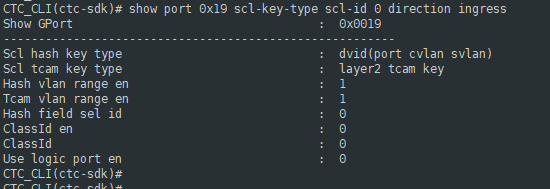 CTC_CLI(ctc-sdk)# show port 0x19 scl-key-type scl-id 0 direction ingress
Show GPort : 0x0019
------------------------------------------------------
Scl hash key type : dvid(port cvlan svlan)
Scl tcam key type : layer2 tcam key
Hash vlan range en : 1
Tcam vlan range en : 1
Hash field sel id : 0
ClassId en : 0
ClassId : 0
Use logic port en : 0
CTC_CLI(ctc-sdk)#
CTC_CLI(ctc-sdk)#